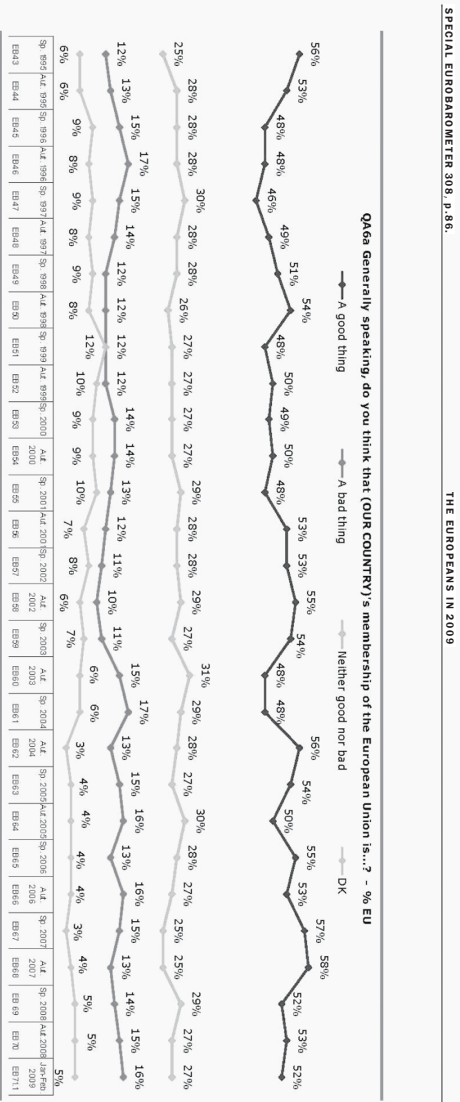 SPECIAL EUROBAROMETER 308, p.86.
THE EUROPEANS IN 2009
QA6a Generally speaking, do you think that (OUR COUNTRY)'s membership of the European Union is...? - % EU
A good thing
A bad thing
Neither good nor bad
DK
56% 53% 48% 48% 46% 49% 51% 54% 48% 50% 49% 50% 48% 53% 53% 55% 54% 48% 48% 56% 54% 50% 55% 53% 57% 58% 52% 53% 52%
25% 28% 28% 28% 30% 28% 28% 26% 27% 27% 27% 27% 29% 28% 28% 29% 27% 31% 29% 28% 27% 30% 28% 27% 25% 25% 29% 27% 27%
12% 13% 15% 17% 15% 14% 12% 12% 12% 12% 14% 14% 13% 12% 11% 10% 11% 15% 17% 13% 15% 16% 13% 16% 15% 13% 14% 15% 16%
6% 6% 9% 8% 9% 8% 9% 8% 12% 10% 9% 9% 10% 7% 8% 6% 7% 6% 6% 3% 4% 4% 4% 4% 3% 4% 5% 5% 5%
Sp. 1995 Aut. 1995 Sp. 1996 Aut. 1996 Sp. 1997 Aut. 1997 Sp. 1998 Aut. 1998 Sp. 1999 Aut. 1999 Sp. 2000 Aut. 2000 Sp. 2001 Aut. 2001 Sp. 2002 Aut. 2002 Sp. 2003 Aut. 2003 Sp. 2004 Aut. 2004 Sp. 2005 Aut. 2005 Sp. 2006 Aut. 2006 Sp. 2007 Aut. 2007 Sp. 2008 Aut. 2008 Jan-Feb 2009
EB43 EB44 EB45 EB46 EB47 EB48 EB49 EB50 EB51 EB52 EB53 EB54 EB55 EB56 EB57 EB58 EB59 EB60 EB61 EB62 EB63 EB64 EB65 EB66 EB67 EB68 EB 69 EB70 EB71.1